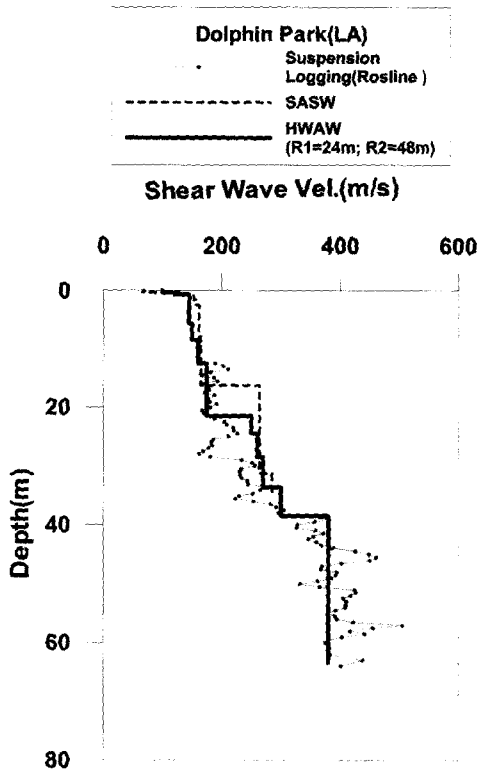 Dolphin Park(LA)
Suspension
Logging(Rosline )
SASW
HWAW
(R1=24m; R2=48m)
Shear Wave Vel.(m/s)
0 200 400 600
0
20
40
60
80
Depth(m)